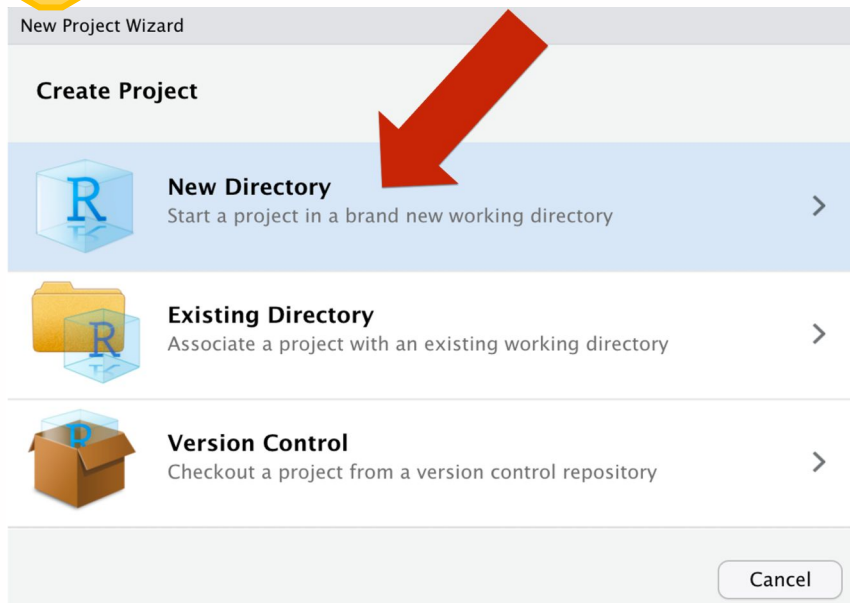 New Project Wizard
Create Project
R
New Directory
Start a project in a brand new working directory
R
Existing Directory
Associate a project with an existing working directory
R
Version Control
Checkout a project from a version control repository
Cancel